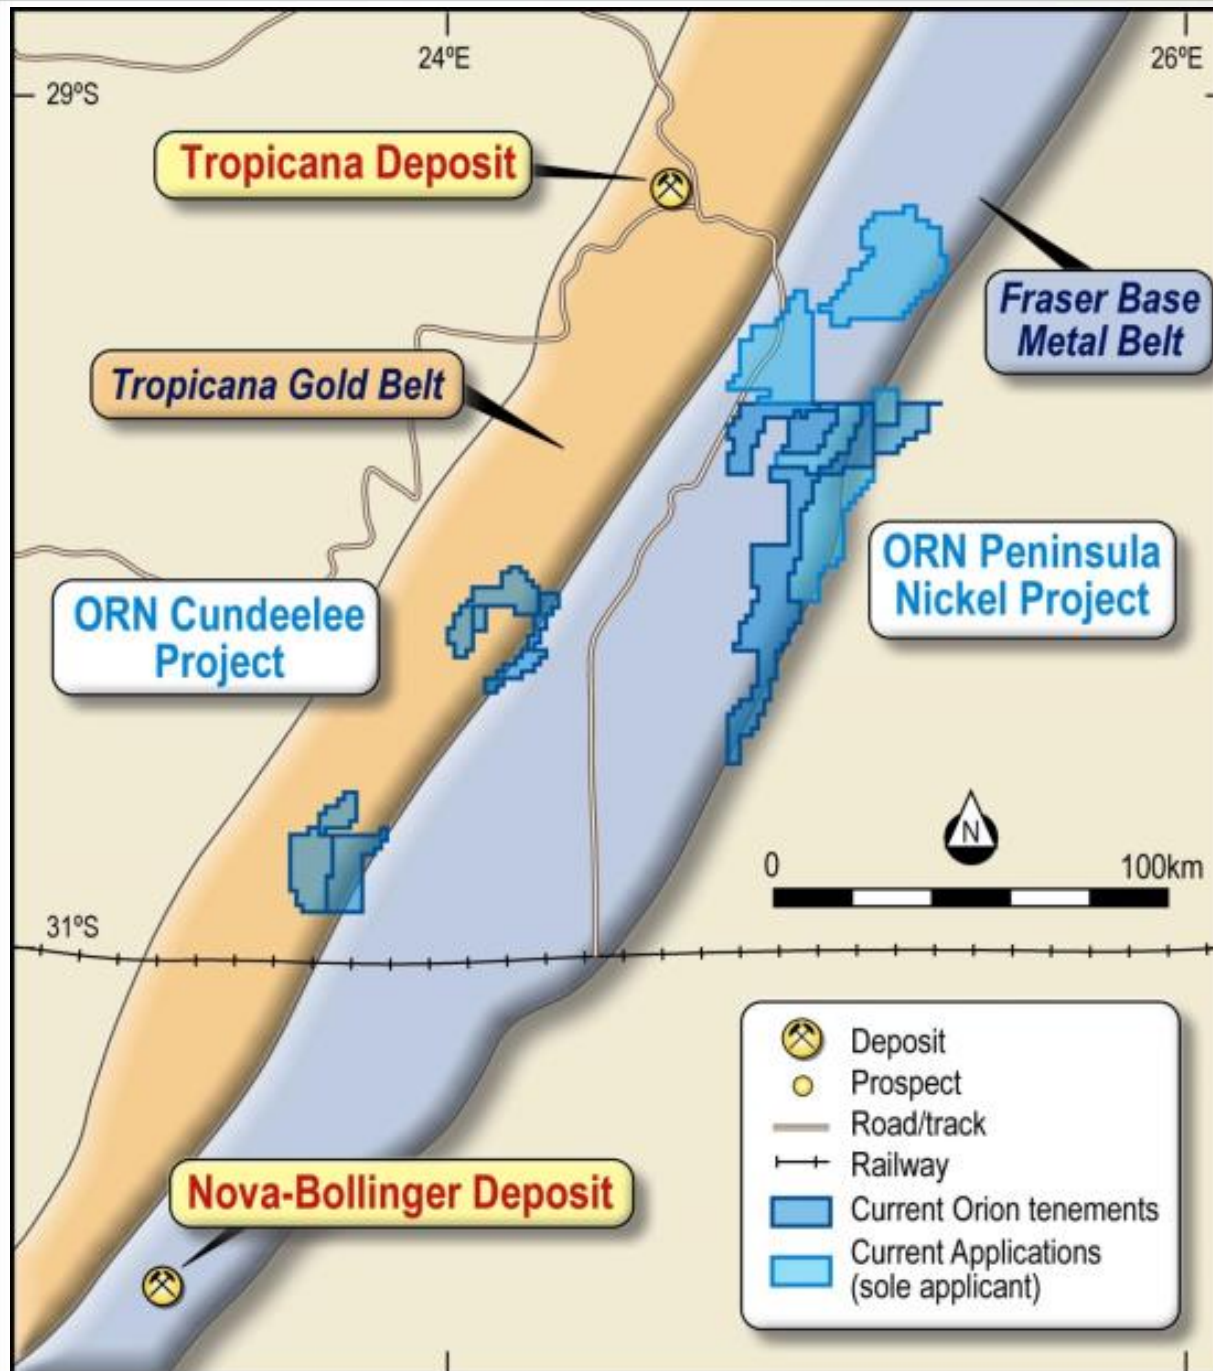 24ºE
26ºE
29ºS
Tropicana Deposit
Fraser Base
Metal Belt
Tropicana Gold Belt
ORN Peninsula
Nickel Project
ORN Cundeelee
Project
N
0
100km
31ºS
Deposit
Prospect
Road/track
Railway
Current Orion tenements
Current Applications
(sole applicant)
Nova-Bollinger Deposit